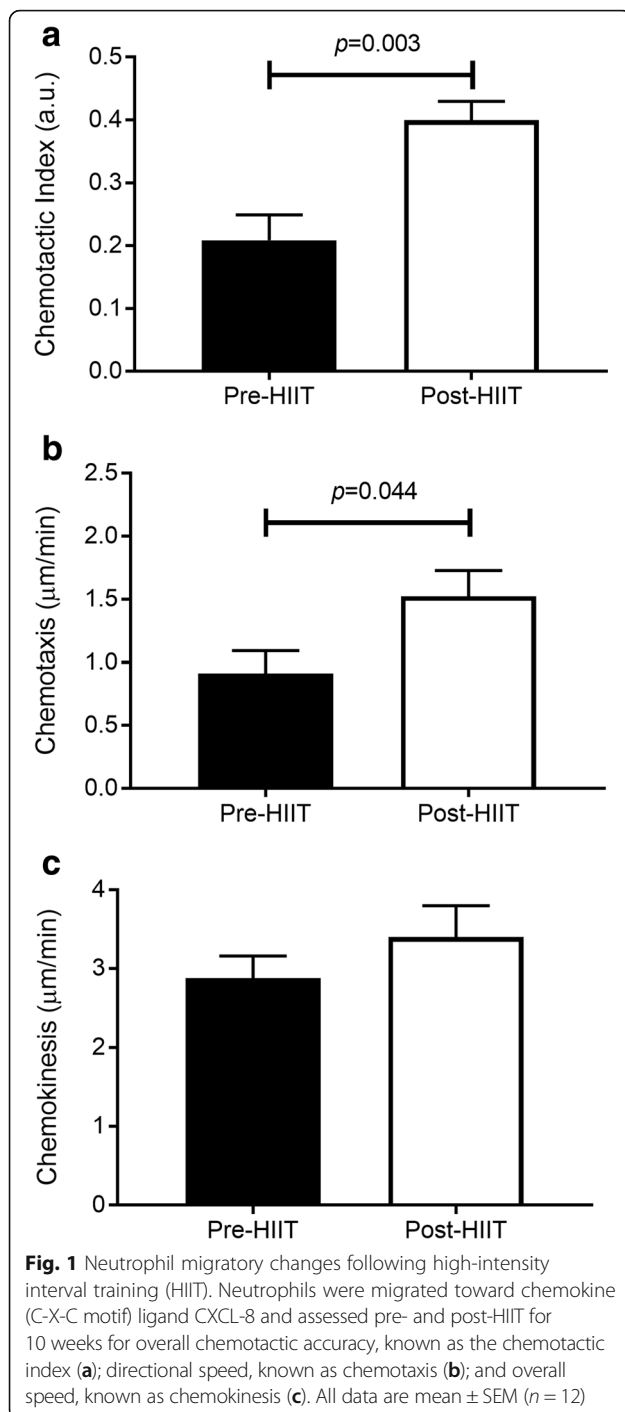 a
p=0.003
Chemotactic Index (a.u.)
0.5
0.4
0.3
0.2
0.1
0.0
Pre-HIIT Post-HIIT
b
p=0.044
Chemotaxis (μm/min)
2.5
2.0
1.5
1.0
0.5
0.0
Pre-HIIT Post-HIIT
c
Chemokinesis (μm/min)
4
3
2
1
0
Pre-HIIT Post-HIIT
Fig. 1 Neutrophil migratory changes following high-intensity
interval training (HIIT). Neutrophils were migrated toward chemokine
(C-X-C motif) ligand CXCL-8 and assessed pre- and post-HIIT for
10 weeks for overall chemotactic accuracy, known as the chemotactic
index (a); directional speed, known as chemotaxis (b); and overall
speed, known as chemokinesis (c). All data are mean ± SEM (n = 12)